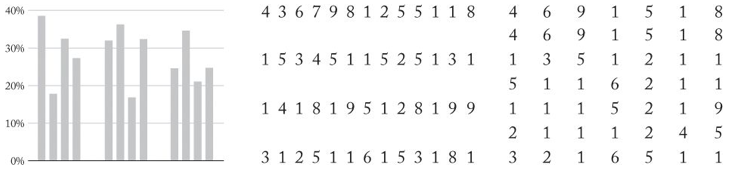 40%
30%
20%
10%
0%
4 3 6 7 9 8 1 2 5 5 1 1 8
1 5 3 4 5 1 1 5 2 5 1 3 1
1 4 1 8 1 9 5 1 2 8 1 9 9
3 1 2 5 1 1 6 1 5 3 1 8 1
4 6 9 1 5 1 8
4 6 9 1 5 1 8
1 3 5 1 2 1 1
5 1 1 6 2 1 1
1 1 1 5 2 1 9
2 1 1 1 2 4 5
3 2 1 6 5 1 1